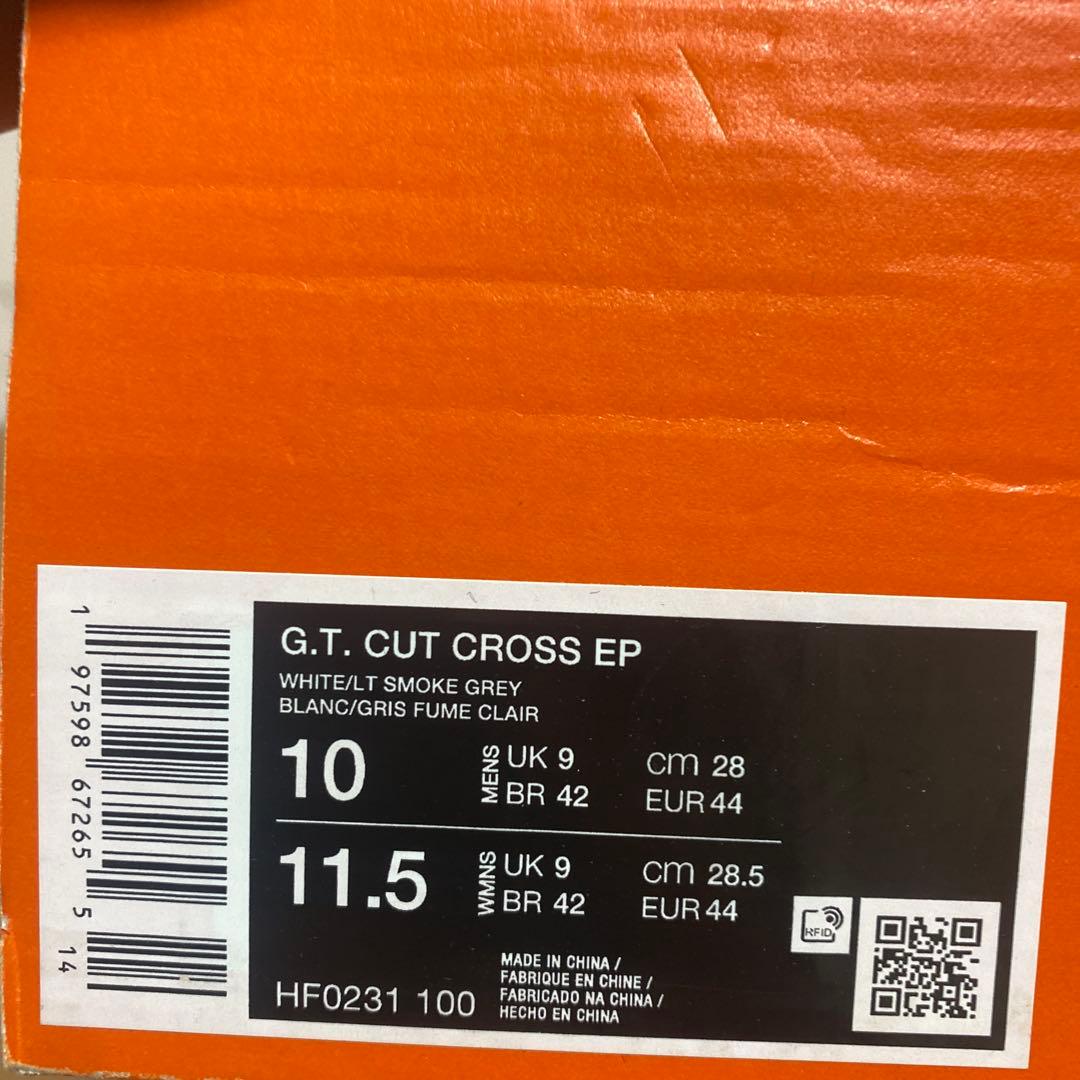 G.T. CUT CROSS EP
WHITE/LT SMOKE GREY
BLANC/GRIS FUME CLAIR
10 MENS UK 9 cm 28
BR 42 EUR 44
11.5 WMNS UK 9 cm 28.5
BR 42 EUR 44
RFID
HF0231 100
MADE IN CHINA /
FABRIQUE EN CHINE /
FABRICADO NA CHINA /
HECHO EN CHINA
1 97598 67265 5 14